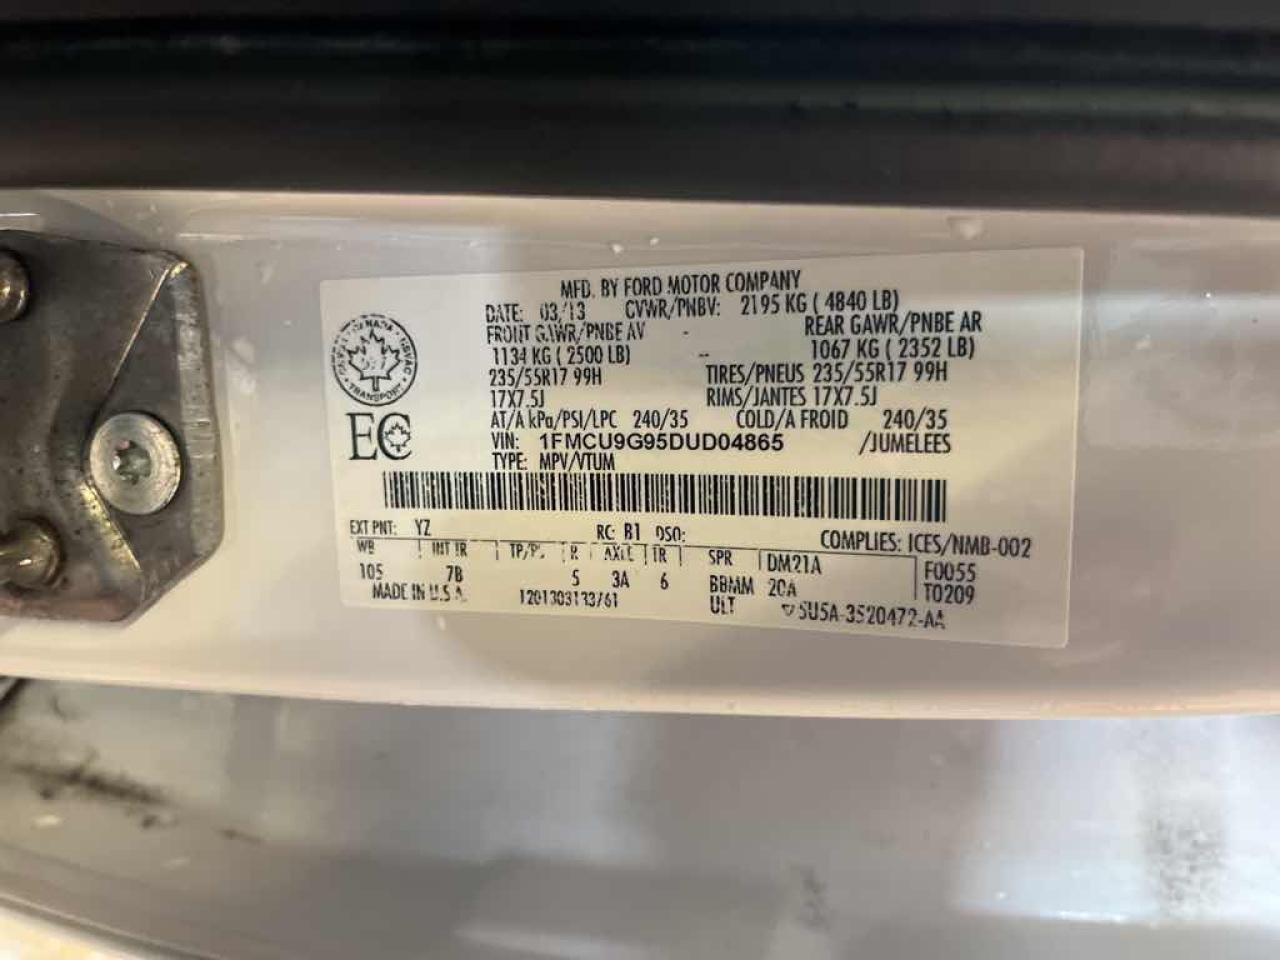 MFD. BY FORD MOTOR COMPANY
DATE: 03/13 GVWR/PNBV: 2195 KG ( 4840 LB)
FRONT GAWR/PNBE AV - REAR GAWR/PNBE AR
1134 KG ( 2500 LB) -- 1067 KG ( 2352 LB)
235/55R17 99H TIRES/PNEUS 235/55R17 99H
17X7.5J RIMS/JANTES 17X7.5J
AT/A kPa/PSI/LPC 240/35 COLD/A FROID 240/35
VIN: 1FMCU9G95DUD04865 /JUMELEES
TYPE: MPV/VTUM
TRANSPORT
EC
EXT PNT: YZ RC: B1 DSO: COMPLIES: ICES/NMB-002
WB INT TR TP/PS R AXLE TR SPR DM21A F0055
105 7B 5 3A 6 BBMM 20A T0209
MADE IN U.S.A. ULT ▽5U5A-3520472-AA